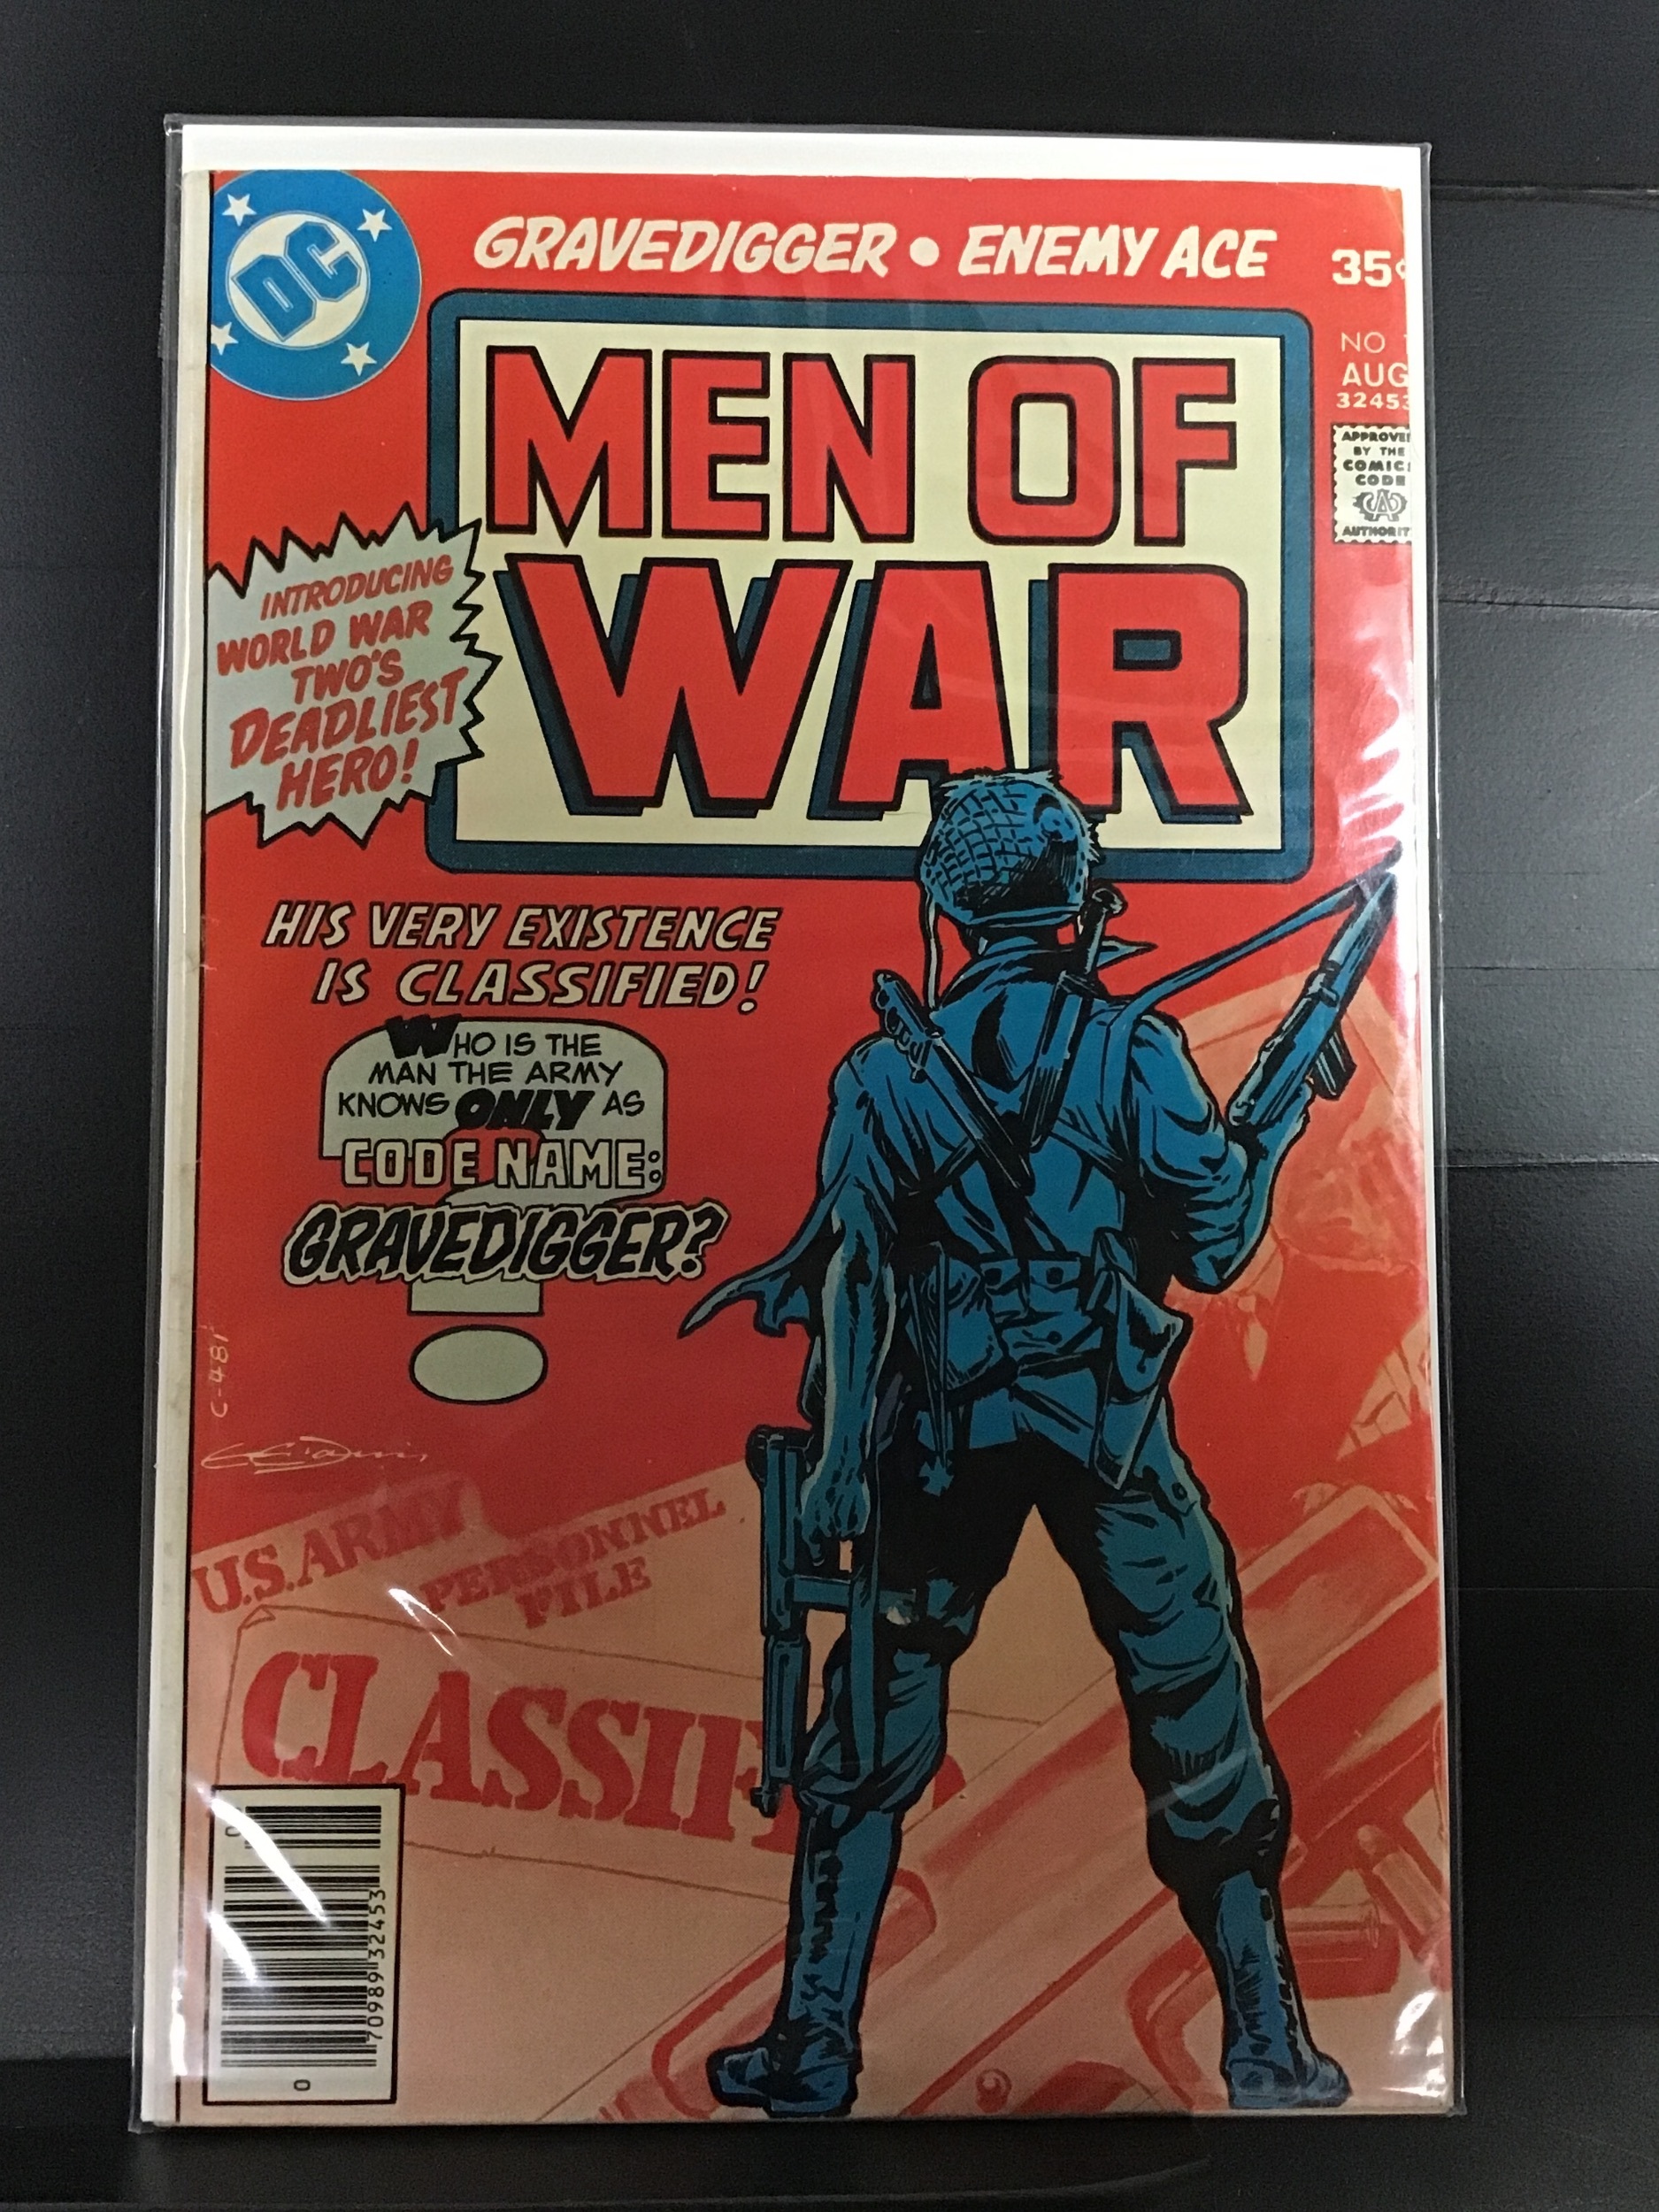 DC
GRAVEDIGGER • ENEMY ACE
35¢
NO
AUG
32453
APPROVED
BY THE
COMICS
CODE
CA
AUTHORITY
MEN OF
WAR
INTRODUCING
WORLD WAR
TWO'S
DEADLIEST
HERO!
HIS VERY EXISTENCE
IS CLASSIFIED!
WHO IS THE
MAN THE ARMY
KNOWS ONLY AS
CODE NAME:
GRAVEDIGGER?
C-481
U.S. ARMY
PERSONNEL
FILE
CLASSIF
70989 32453
0